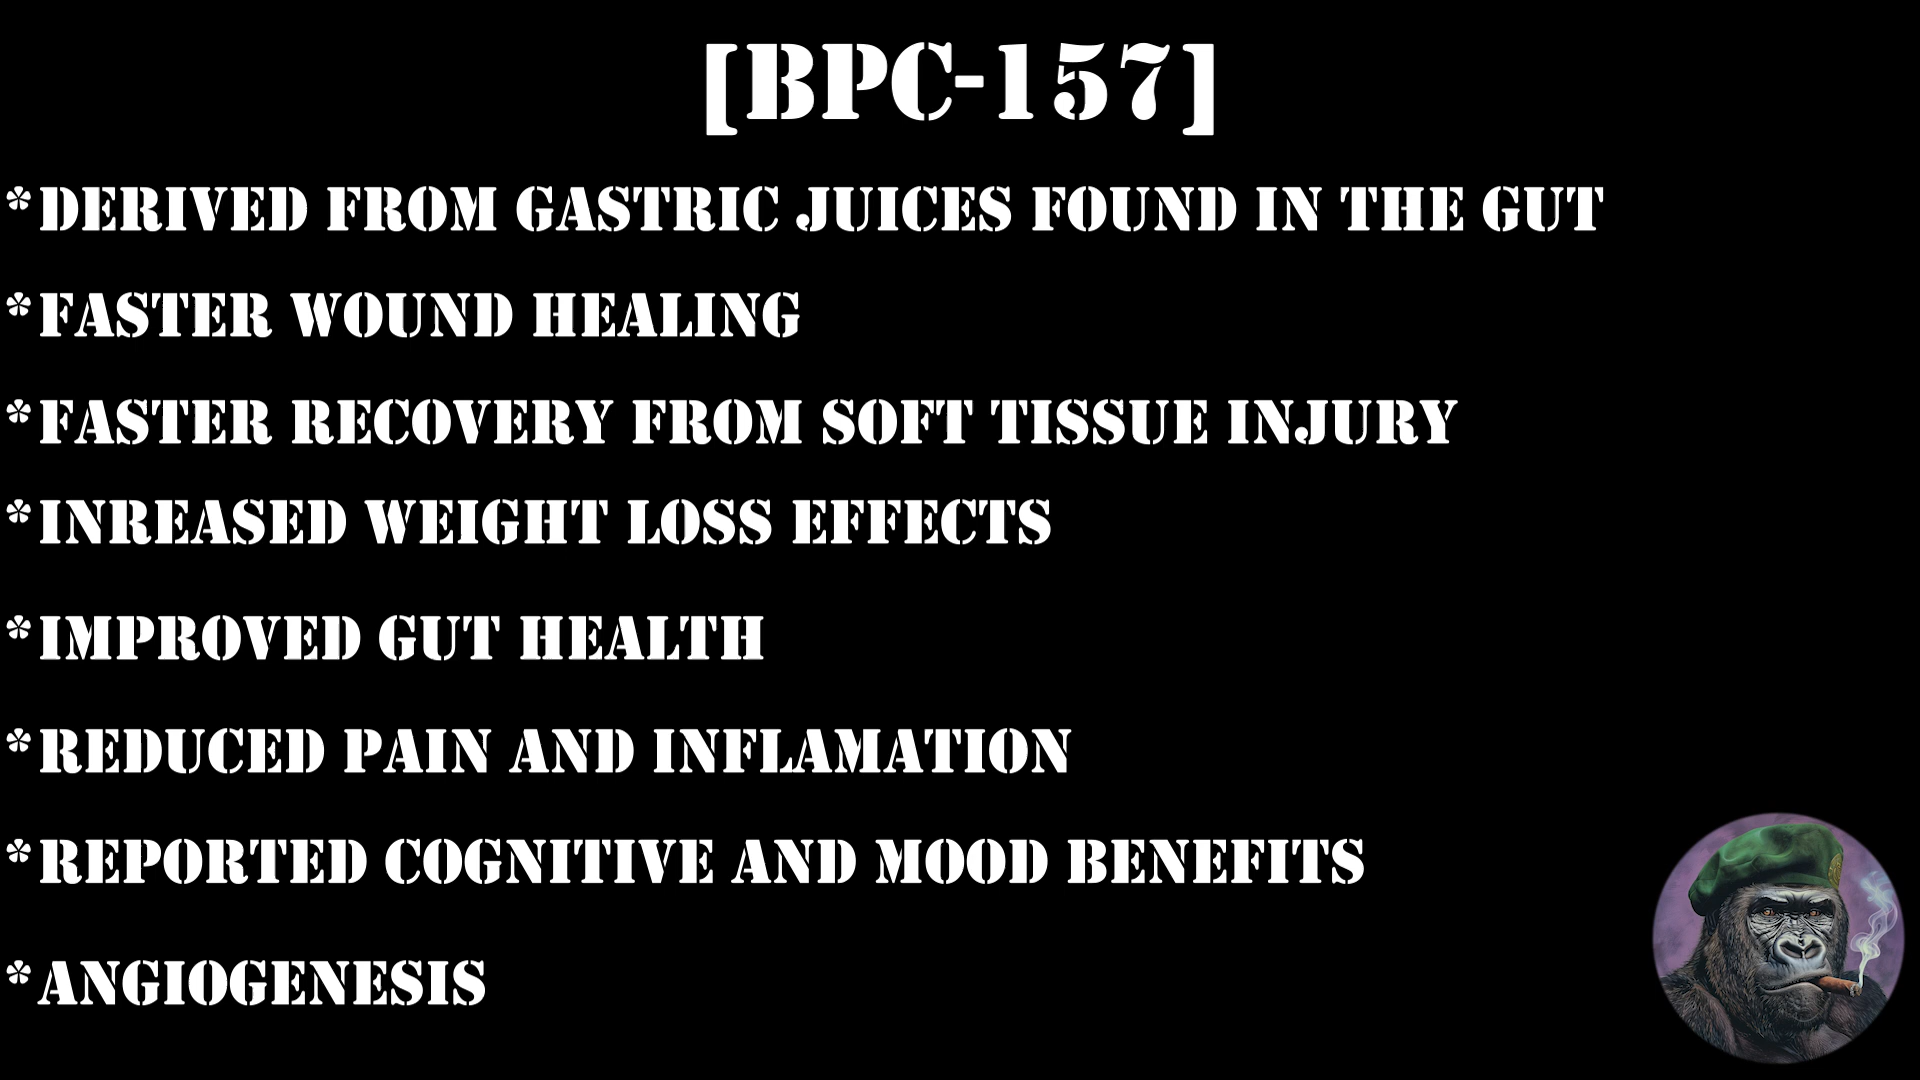 [BPC-157]
*DERIVED FROM GASTRIC JUICES FOUND IN THE GUT
*FASTER WOUND HEALING
*FASTER RECOVERY FROM SOFT TISSUE INJURY
*INREASED WEIGHT LOSS EFFECTS
*IMPROVED GUT HEALTH
*REDUCED PAIN AND INFLAMATION
*REPORTED COGNITIVE AND MOOD BENEFITS
*ANGIOGENESIS